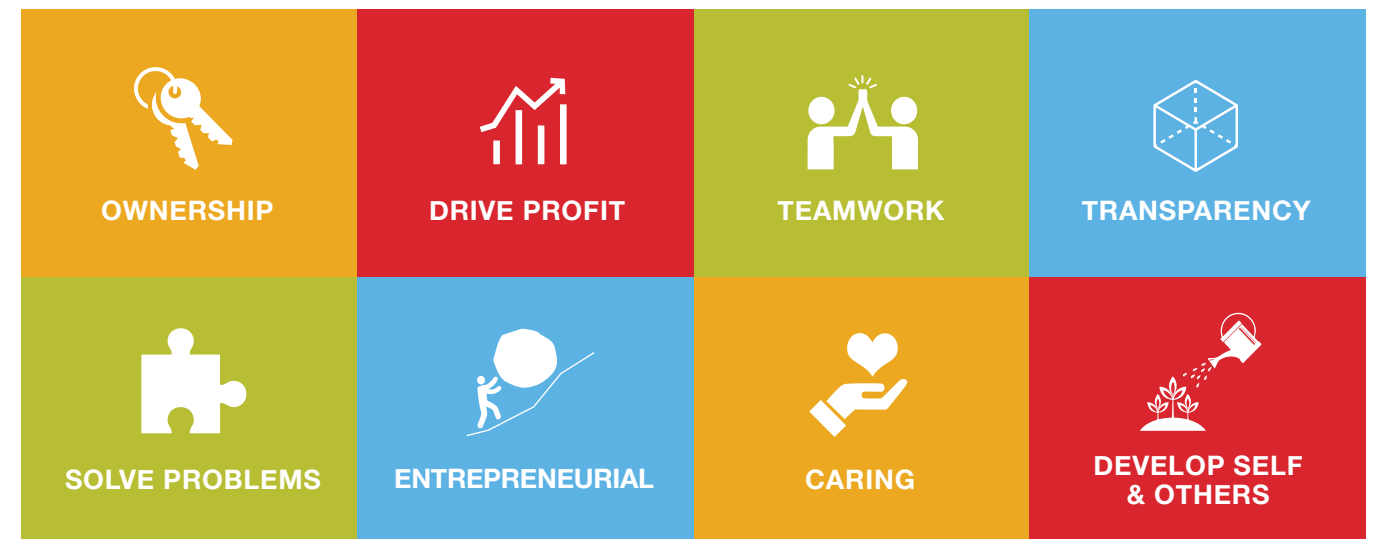 OWNERSHIP
DRIVE PROFIT
TEAMWORK
TRANSPARENCY
SOLVE PROBLEMS
ENTREPRENEURIAL
CARING
DEVELOP SELF
& OTHERS